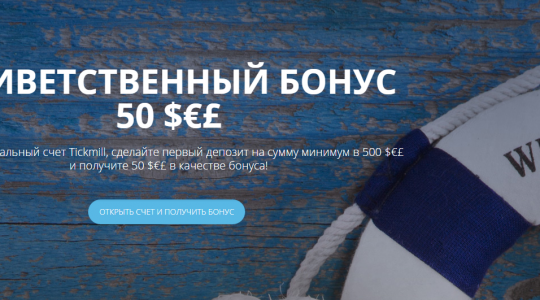 ИВЕТСТВЕННЫЙ БОНУС
50 $€£
альный счет Tickmill, сделайте первый депозит на сумму минимум в 500 $€£
и получите 50 $€£ в качестве бонуса!
ОТКРЫТЬ СЧЕТ И ПОЛУЧИТЬ БОНУС